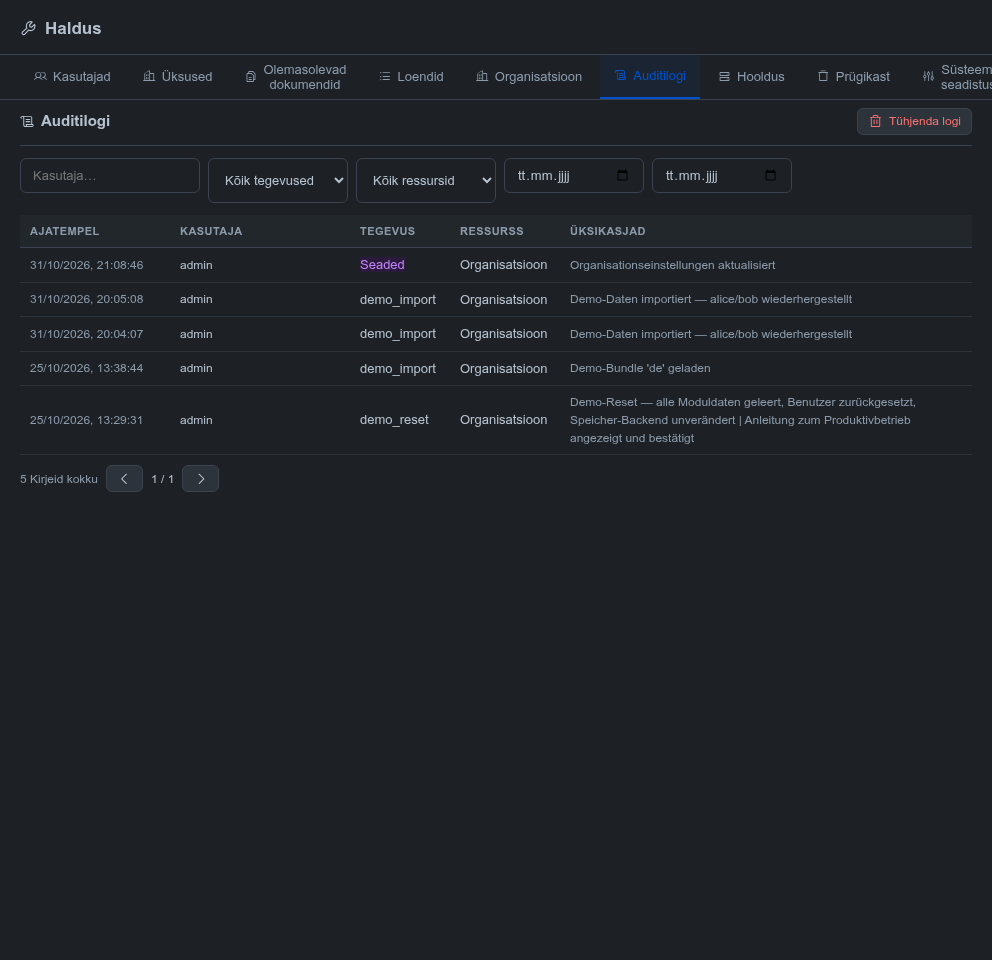 Haldus
Kasutajad
Üksused
Olemasolevad
dokumendid
Loendid
Organisatsioon
Auditilogi
Hooldus
Prügikast
Süsteem
seadistus
Auditilogi
Tühjenda logi
Kasutaja...
Kõik tegevused
Kõik ressursid
tt.mm.jjjj
tt.mm.jjjj
AJATEMPEL KASUTAJA TEGEVUS RESSURSS ÜKSIKASJAD
31/10/2026, 21:08:46 admin Seaded Organisatsioon Organisationseinstellungen aktualisiert
31/10/2026, 20:05:08 admin demo_import Organisatsioon Demo-Daten importiert — alice/bob wiederhergestellt
31/10/2026, 20:04:07 admin demo_import Organisatsioon Demo-Daten importiert — alice/bob wiederhergestellt
25/10/2026, 13:38:44 admin demo_import Organisatsioon Demo-Bundle 'de' geladen
25/10/2026, 13:29:31 admin demo_reset Organisatsioon Demo-Reset — alle Moduldaten geleert, Benutzer zurückgesetzt,
Speicher-Backend unverändert | Anleitung zum Produktivbetrieb
angezeigt und bestätigt
5 Kirjeid kokku 1 / 1